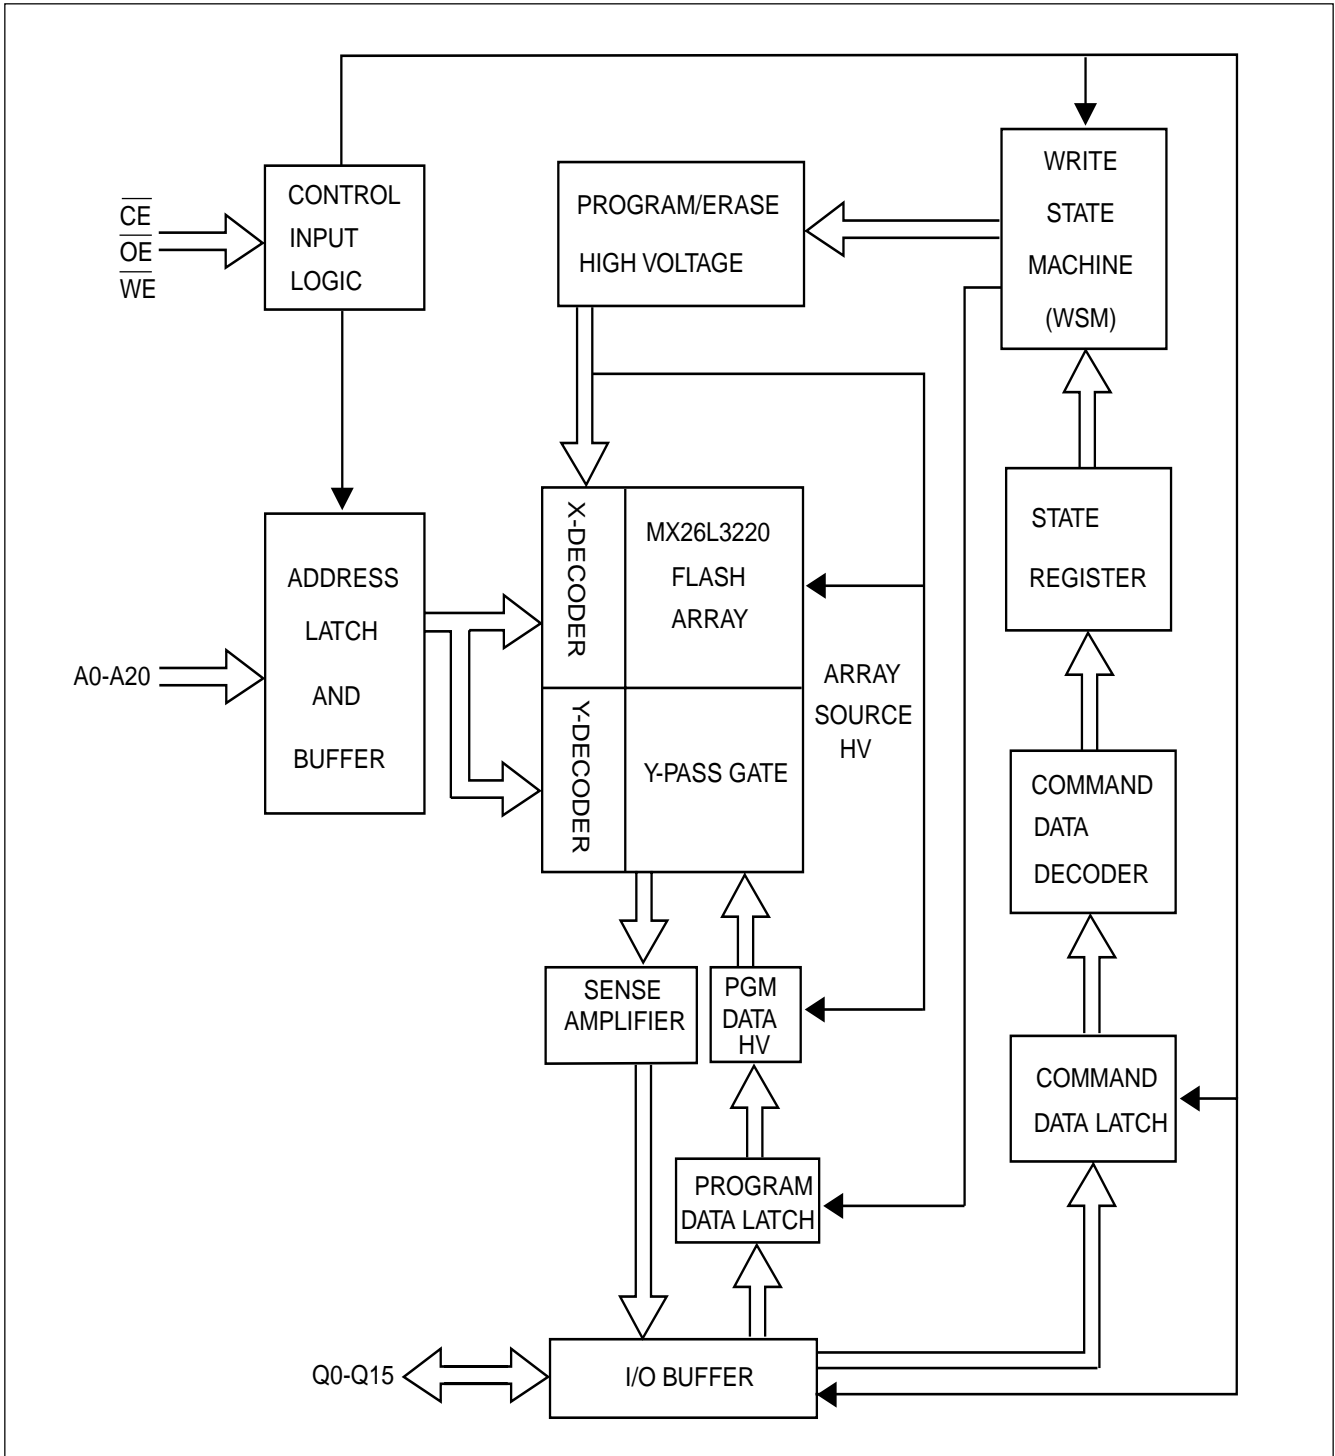 CE
OE
WE
CONTROL
INPUT
LOGIC
PROGRAM/ERASE
HIGH VOLTAGE
WRITE
STATE
MACHINE
(WSM)
A0-A20
ADDRESS
LATCH
AND
BUFFER
X-DECODER
MX26L3220
FLASH
ARRAY
Y-DECODER
Y-PASS GATE
ARRAY
SOURCE
HV
STATE
REGISTER
COMMAND
DATA
DECODER
SENSE
AMPLIFIER
PGM
DATA
HV
COMMAND
DATA LATCH
PROGRAM
DATA LATCH
Q0-Q15
I/O BUFFER